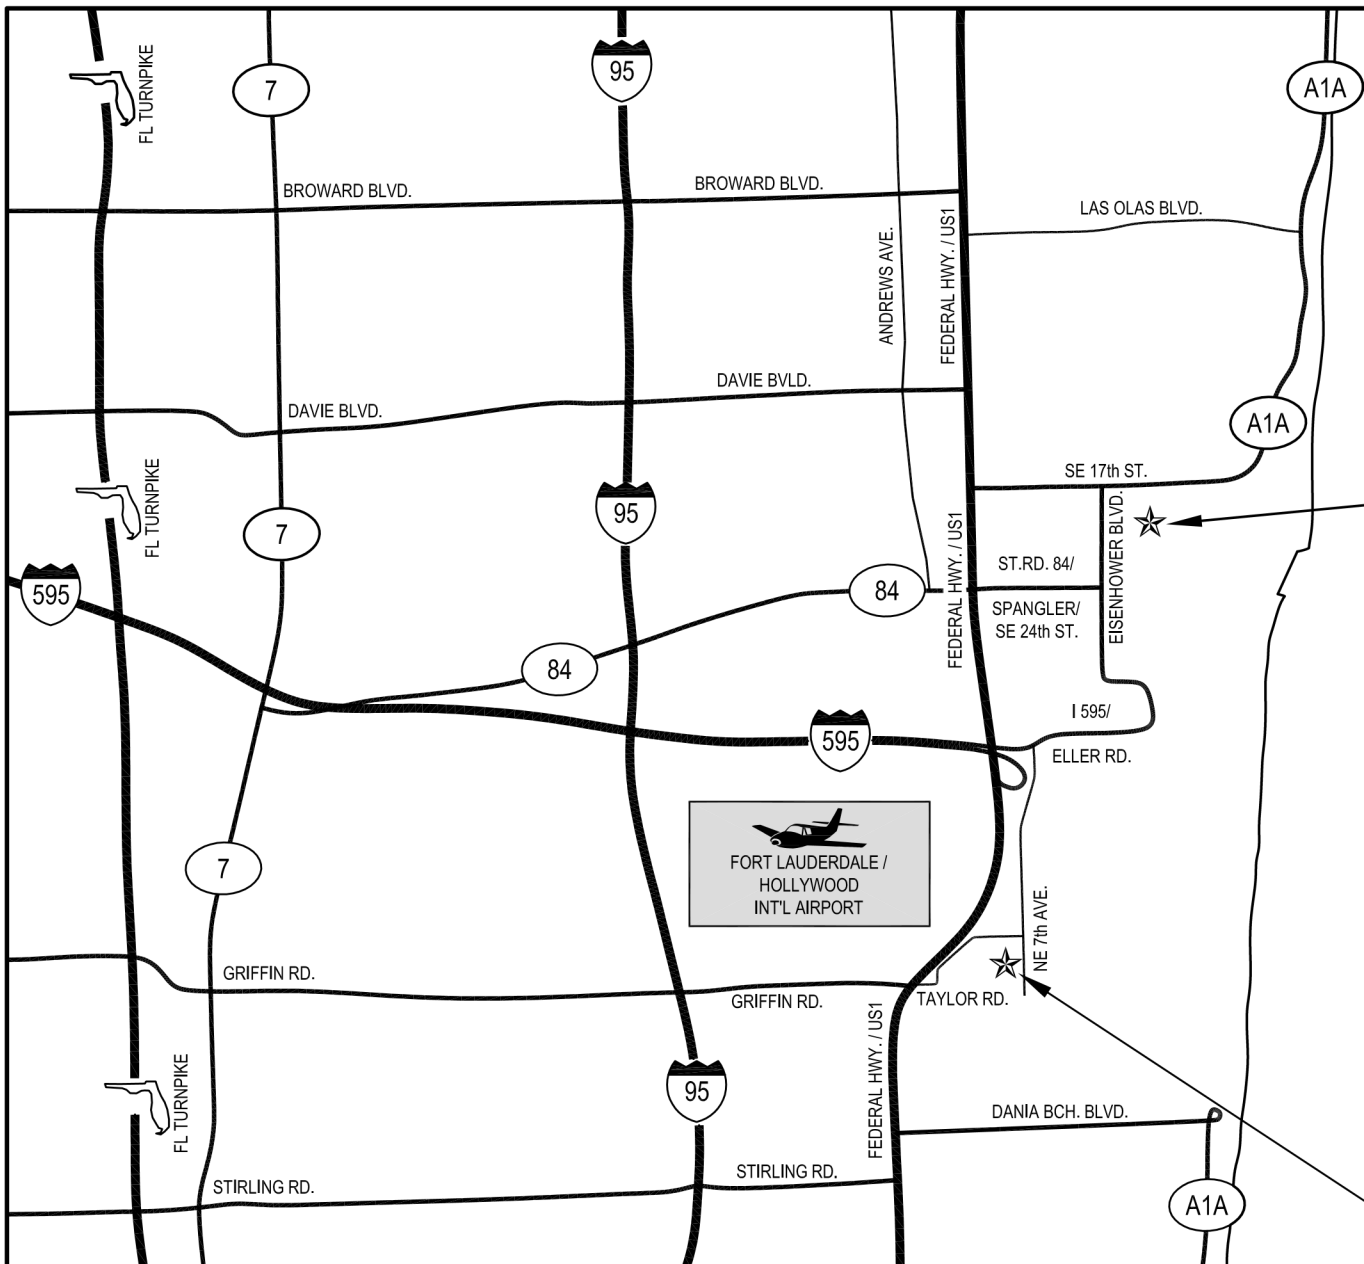 FL TURNPIKE
7
95
A1A
BROWARD BLVD.
BROWARD BLVD.
LAS OLAS BLVD.
ANDREWS AVE.
FEDERAL HWY. / US1
DAVIE BVLD.
DAVIE BLVD.
A1A
SE 17th ST.
FL TURNPIKE
7
95
EISENHOWER BLVD.
FEDERAL HWY. / US1
ST.RD. 84/
SPANGLER/
SE 24th ST.
595
84
84
I 595/
ELLER RD.
595
FORT LAUDERDALE /
HOLLYWOOD
INT'L AIRPORT
7
NE 7th AVE.
GRIFFIN RD.
GRIFFIN RD.
TAYLOR RD.
FEDERAL HWY. / US1
FL TURNPIKE
95
DANIA BCH. BLVD.
STIRLING RD.
STIRLING RD.
A1A